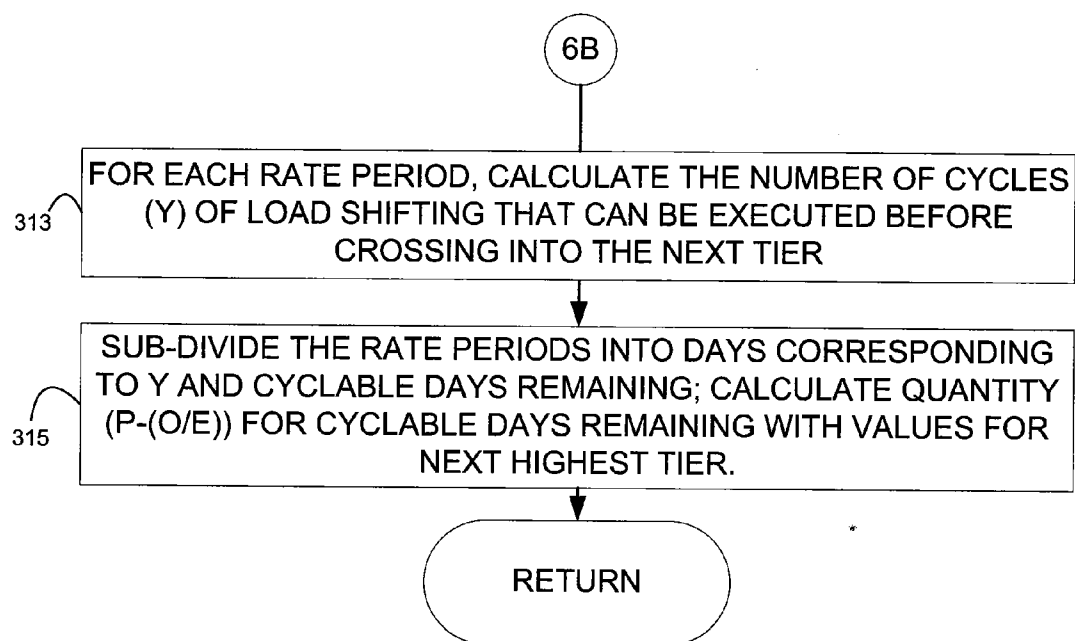 6B
FOR EACH RATE PERIOD, CALCULATE THE NUMBER OF CYCLES
(Y) OF LOAD SHIFTING THAT CAN BE EXECUTED BEFORE
CROSSING INTO THE NEXT TIER
313
SUB-DIVIDE THE RATE PERIODS INTO DAYS CORRESPONDING
TO Y AND CYCLABLE DAYS REMAINING; CALCULATE QUANTITY
(P-(O/E)) FOR CYCLABLE DAYS REMAINING WITH VALUES FOR
NEXT HIGHEST TIER.
315
RETURN